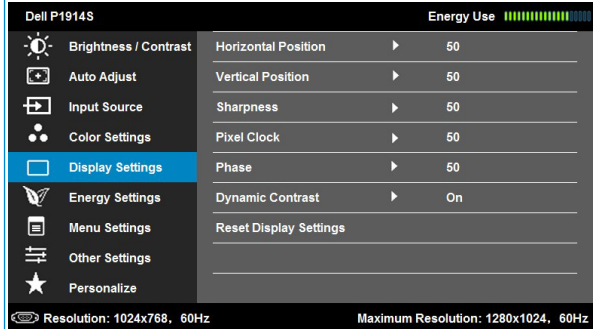 Dell P1914S Energy Use
Brightness / Contrast Horizontal Position 50
Auto Adjust Vertical Position 50
Input Source Sharpness 50
Color Settings Pixel Clock 50
Display Settings Phase 50
Energy Settings Dynamic Contrast On
Menu Settings Reset Display Settings
Other Settings
Personalize
Resolution: 1024x768, 60Hz Maximum Resolution: 1280x1024, 60Hz